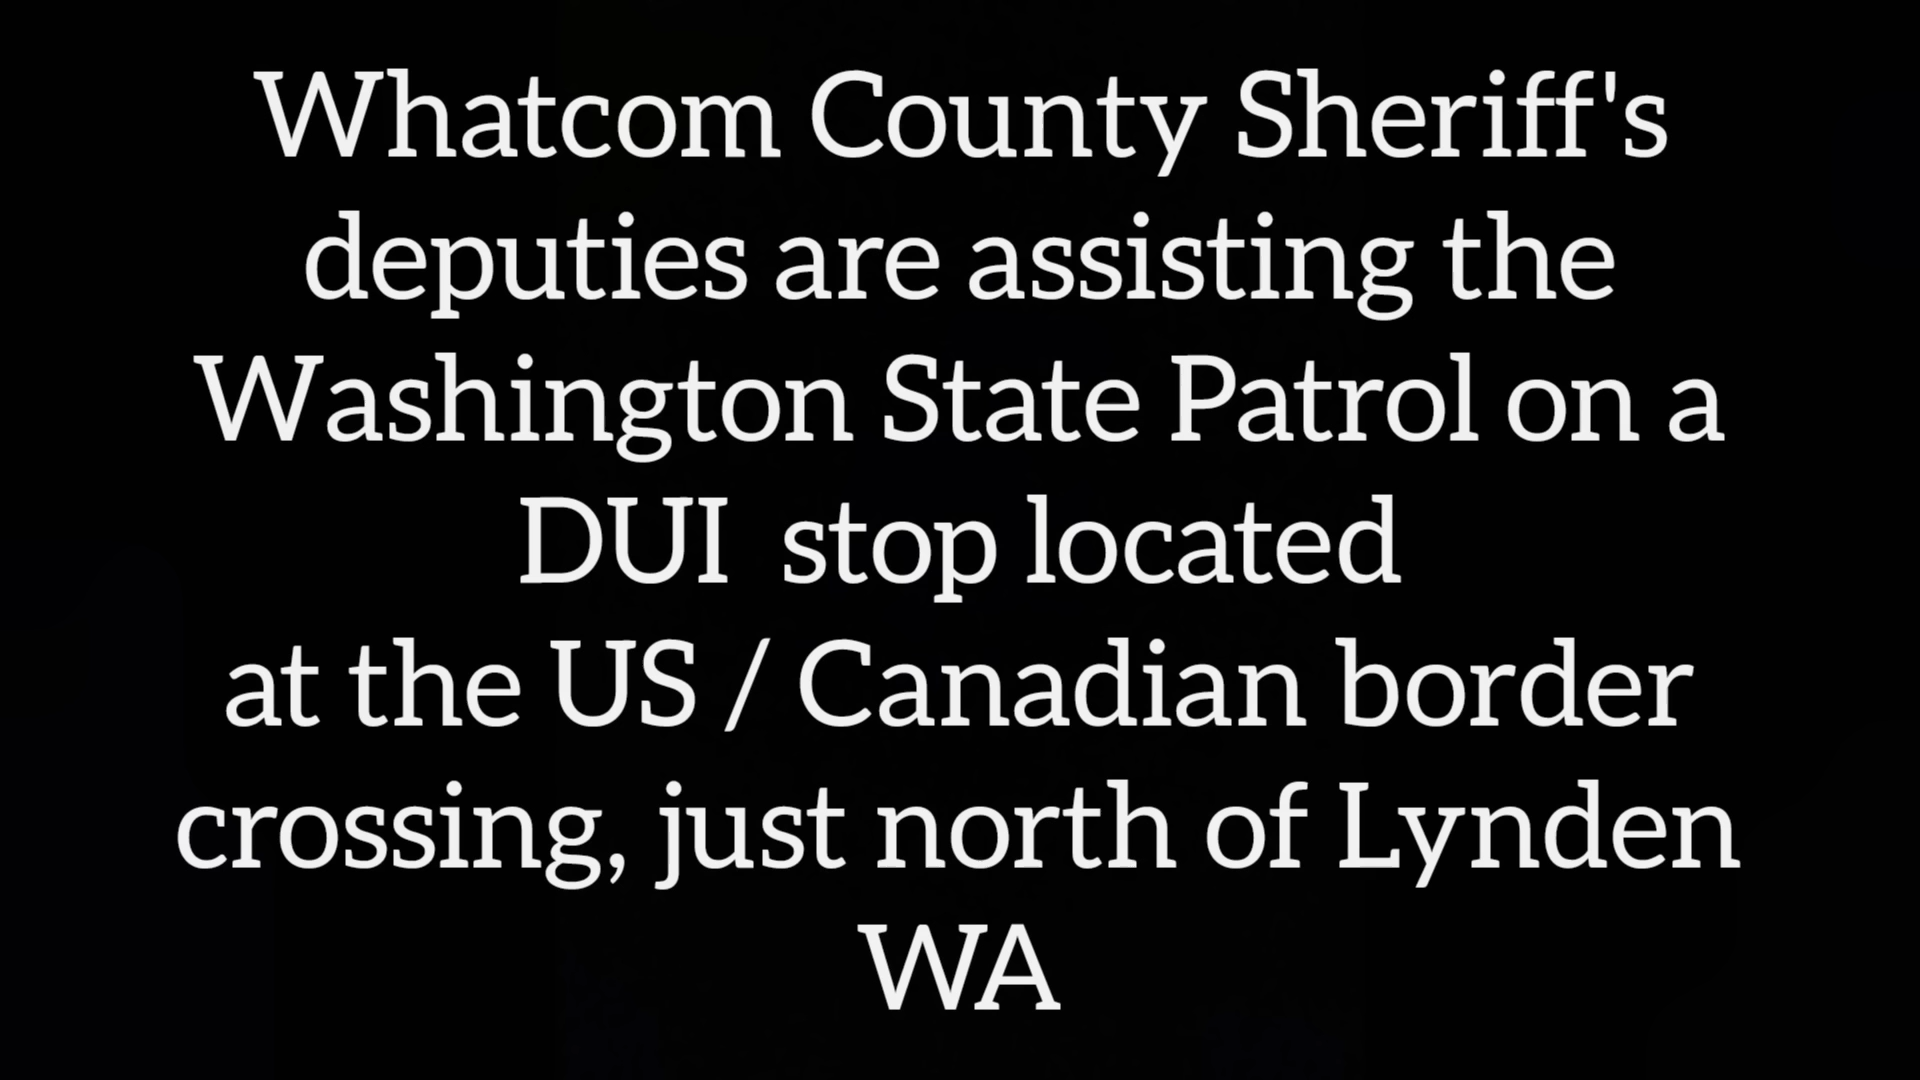 Whatcom County Sheriff's
deputies are assisting the
Washington State Patrol on a
DUI  stop located
at the US / Canadian border
crossing, just north of Lynden
WA